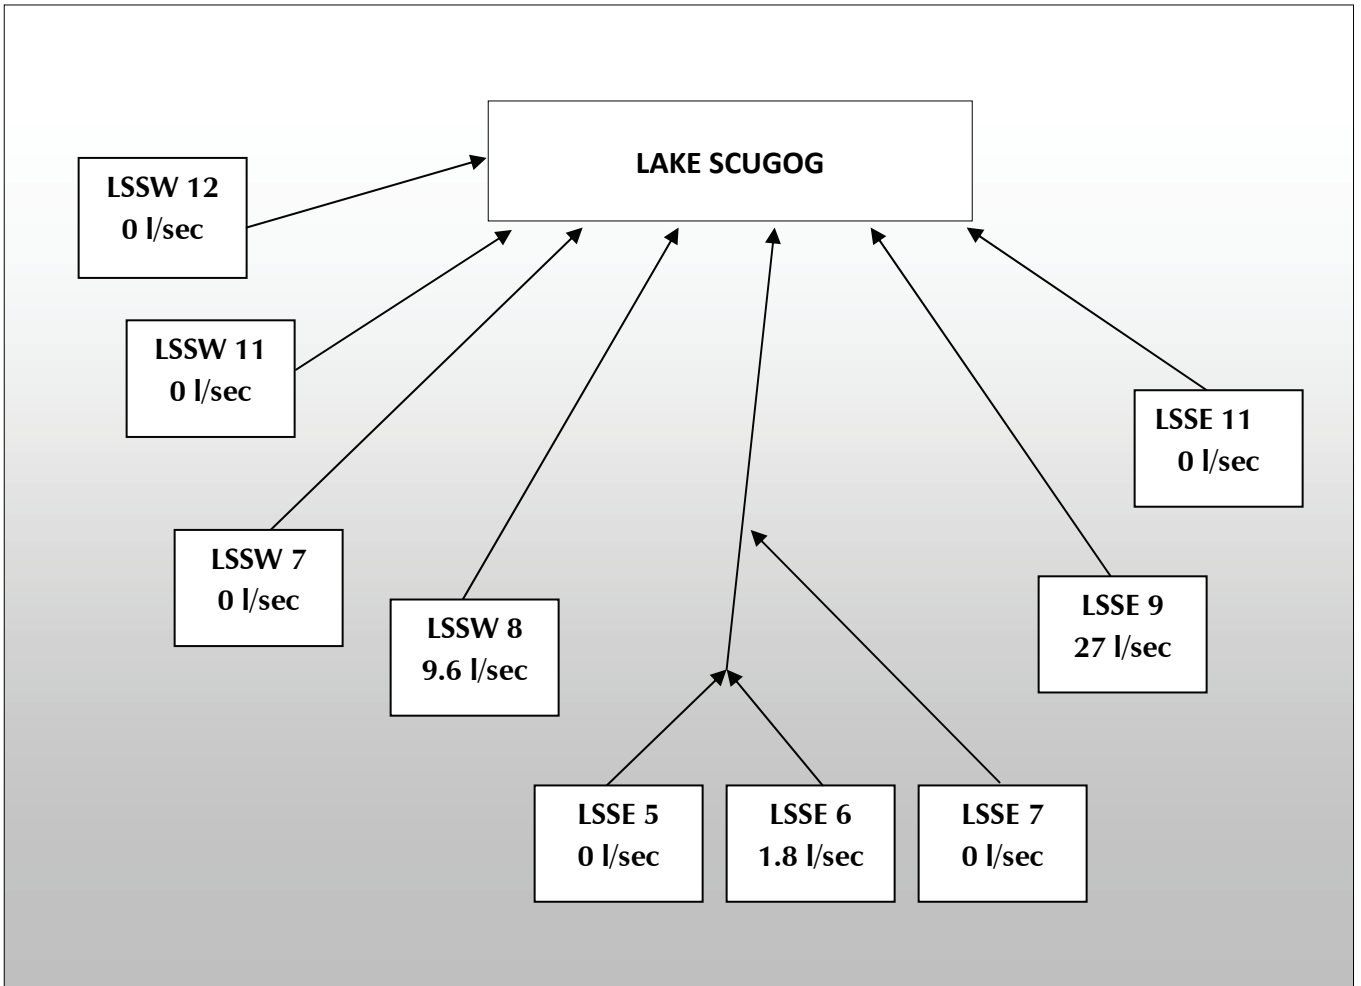 LAKE SCUGOG
LSSW 12
0 l/sec
LSSW 11
0 l/sec
LSSE 11
0 l/sec
LSSW 7
0 l/sec
LSSE 9
27 l/sec
LSSW 8
9.6 l/sec
LSSE 5
0 l/sec
LSSE 6
1.8 l/sec
LSSE 7
0 l/sec